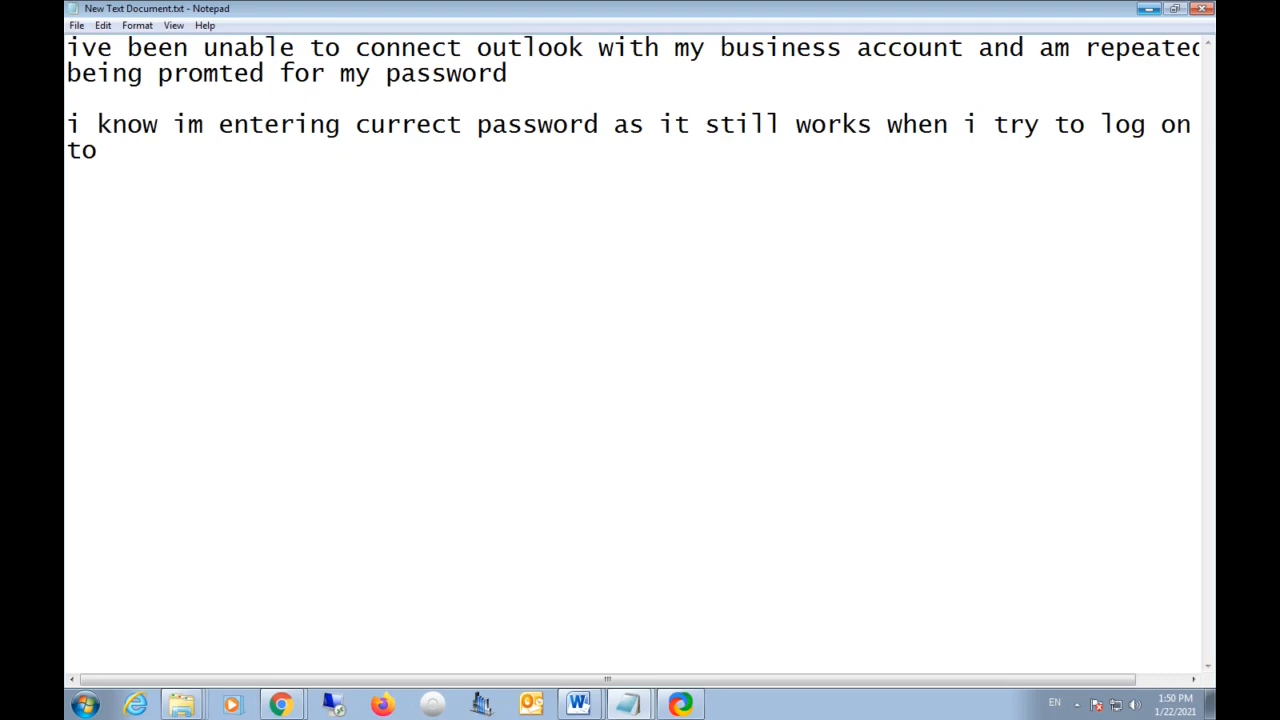 New Text Document.txt - Notepad
File Edit Format View Help
ive been unable to connect outlook with my business account and am repeated
being promted for my password
i know im entering currect password as it still works when i try to log on
to
EN
1:50 PM
1/22/2021